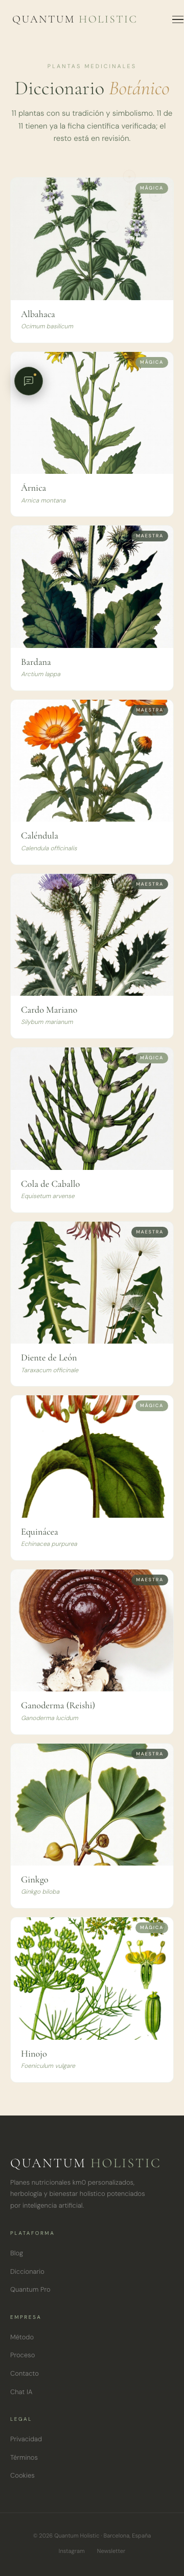 QUANTUM HOLISTIC
PLANTAS MEDICINALES
Diccionario Botánico
11 plantas con su tradición y simbolismo. 11 de
11 tienen ya la ficha científica verificada; el
resto está en revisión.
MÁGICA
Albahaca
Ocimum basilicum
MÁGICA
Árnica
Arnica montana
MAESTRA
Bardana
Arctium lappa
MAESTRA
Caléndula
Calendula officinalis
MAESTRA
Cardo Mariano
Silybum marianum
MÁGICA
Cola de Caballo
Equisetum arvense
MAESTRA
Diente de León
Taraxacum officinale
MÁGICA
Equinácea
Echinacea purpurea
MAESTRA
Ganoderma (Reishi)
Ganoderma lucidum
MAESTRA
Ginkgo
Ginkgo biloba
MÁGICA
Hinojo
Foeniculum vulgare
QUANTUM HOLISTIC
Planes nutricionales km0 personalizados,
herbología y bienestar holístico potenciados
por inteligencia artificial.
PLATAFORMA
Blog
Diccionario
Quantum Pro
EMPRESA
Método
Proceso
Contacto
Chat IA
LEGAL
Privacidad
Términos
Cookies
© 2026 Quantum Holistic · Barcelona, España
Instagram Newsletter